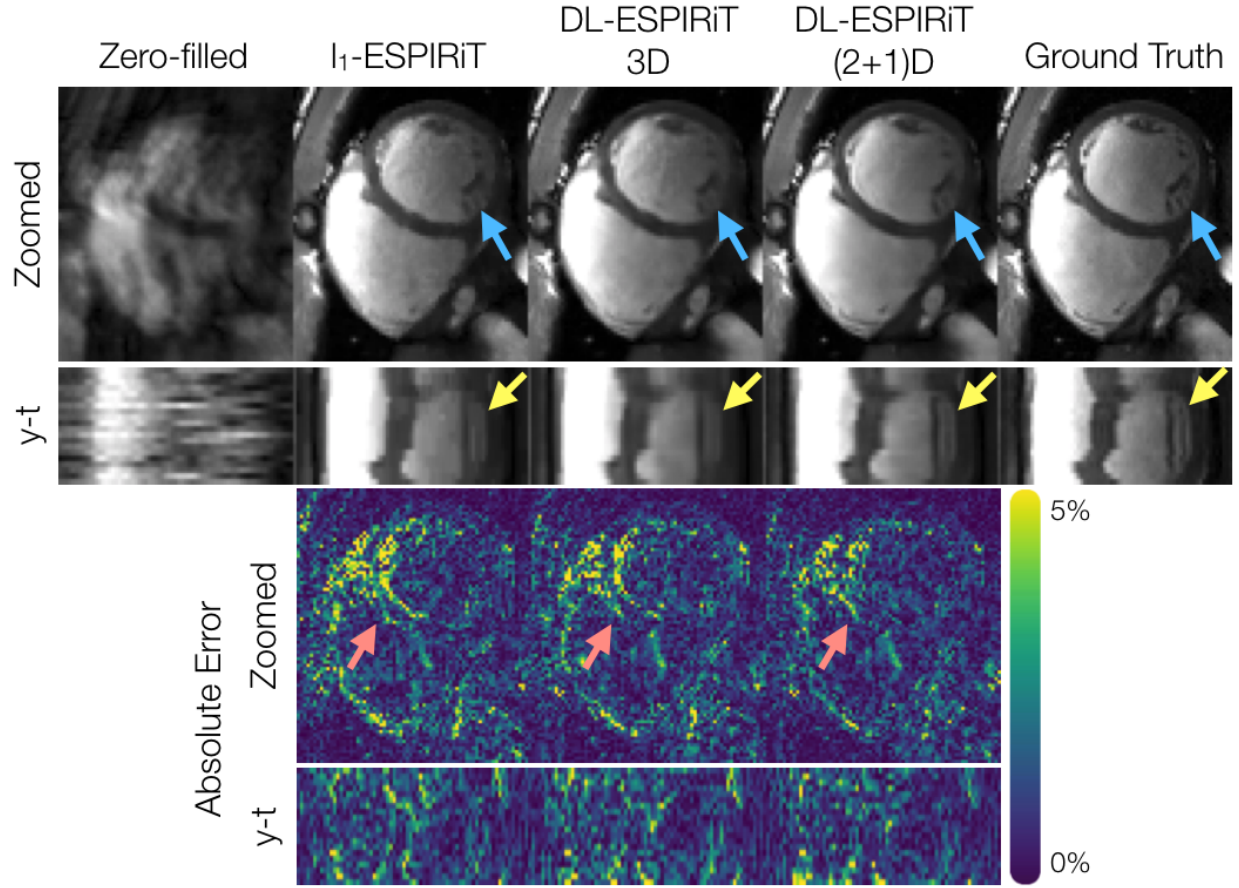 Zero-filled
l₁-ESPIRiT
DL-ESPIRiT
3D
DL-ESPIRiT
(2+1)D
Ground Truth
Zoomed
y-t
Absolute Error
Zoomed
y-t
5%
0%